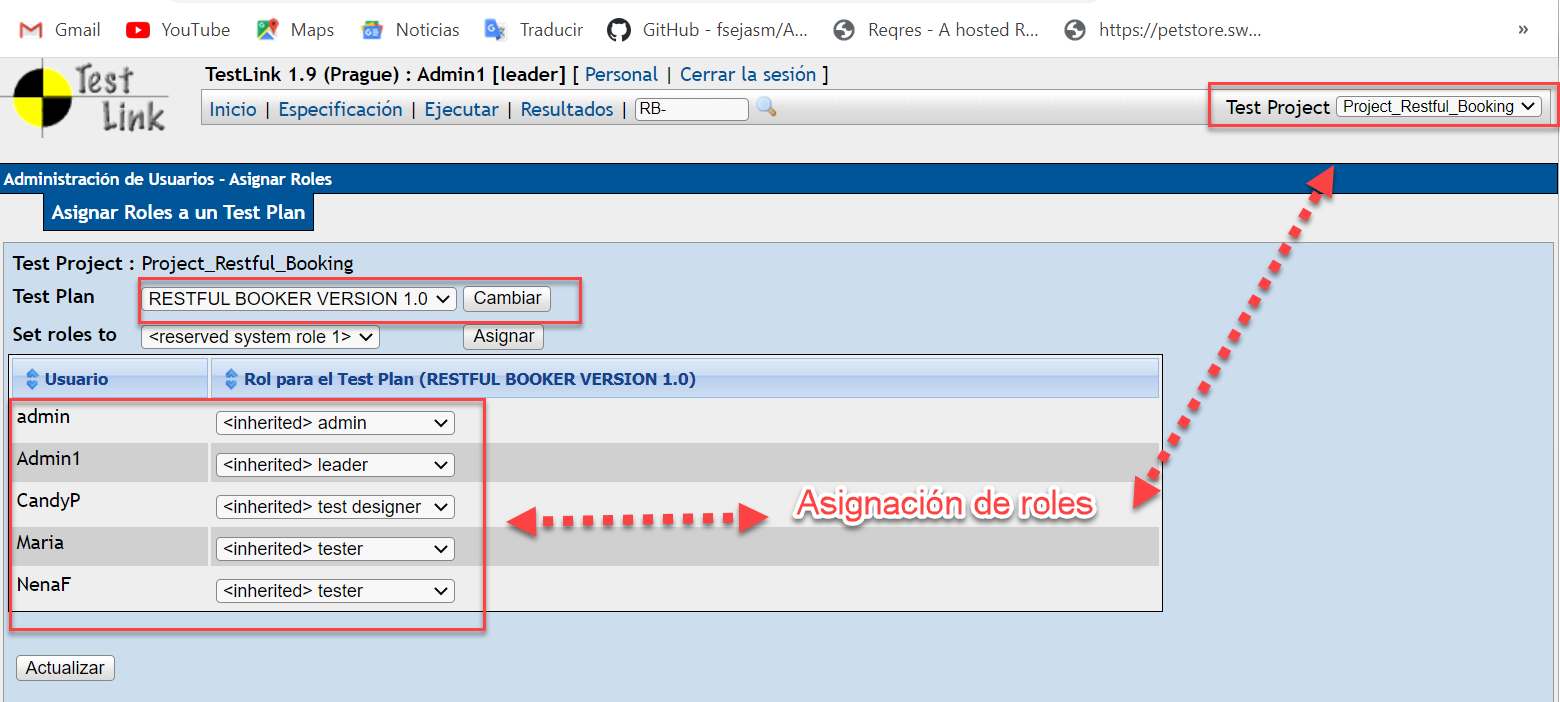 Gmail YouTube Maps Noticias Traducir GitHub - fsejasm/A... Reqres - A hosted R... https://petstore.sw... »
Test Link
TestLink 1.9 (Prague) : Admin1 [leader] [ Personal | Cerrar la sesión ]
Inicio | Especificación | Ejecutar | Resultados | RB- Test Project Project_Restful_Booking
Administración de Usuarios - Asignar Roles
Asignar Roles a un Test Plan
Test Project : Project_Restful_Booking
Test Plan RESTFUL BOOKER VERSION 1.0 Cambiar
Set roles to <reserved system role 1> Asignar
Usuario Rol para el Test Plan (RESTFUL BOOKER VERSION 1.0)
admin <inherited> admin
Admin1 <inherited> leader
CandyP <inherited> test designer
Asignación de roles
Maria <inherited> tester
NenaF <inherited> tester
Actualizar